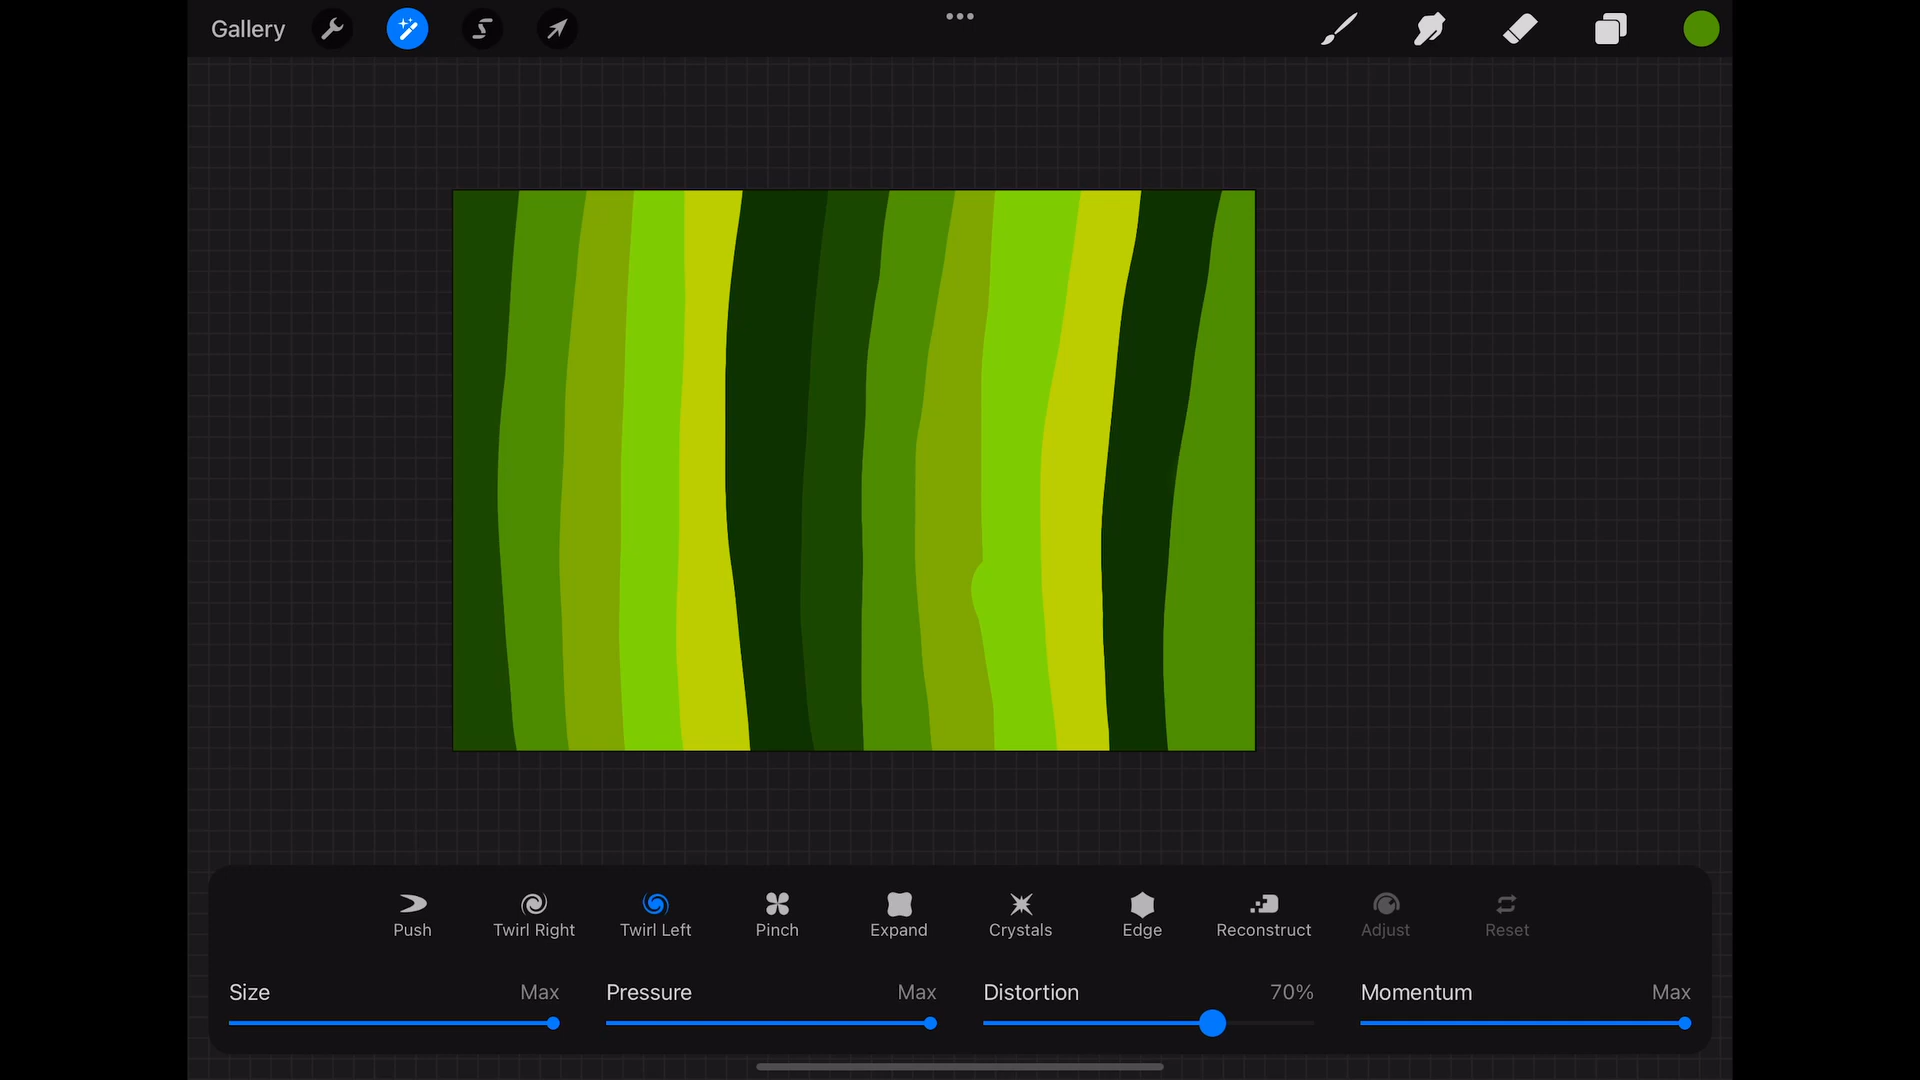 Gallery
Push Twirl Right Twirl Left Pinch Expand Crystals Edge Reconstruct Adjust Reset
Size Max Pressure Max Distortion 70% Momentum Max